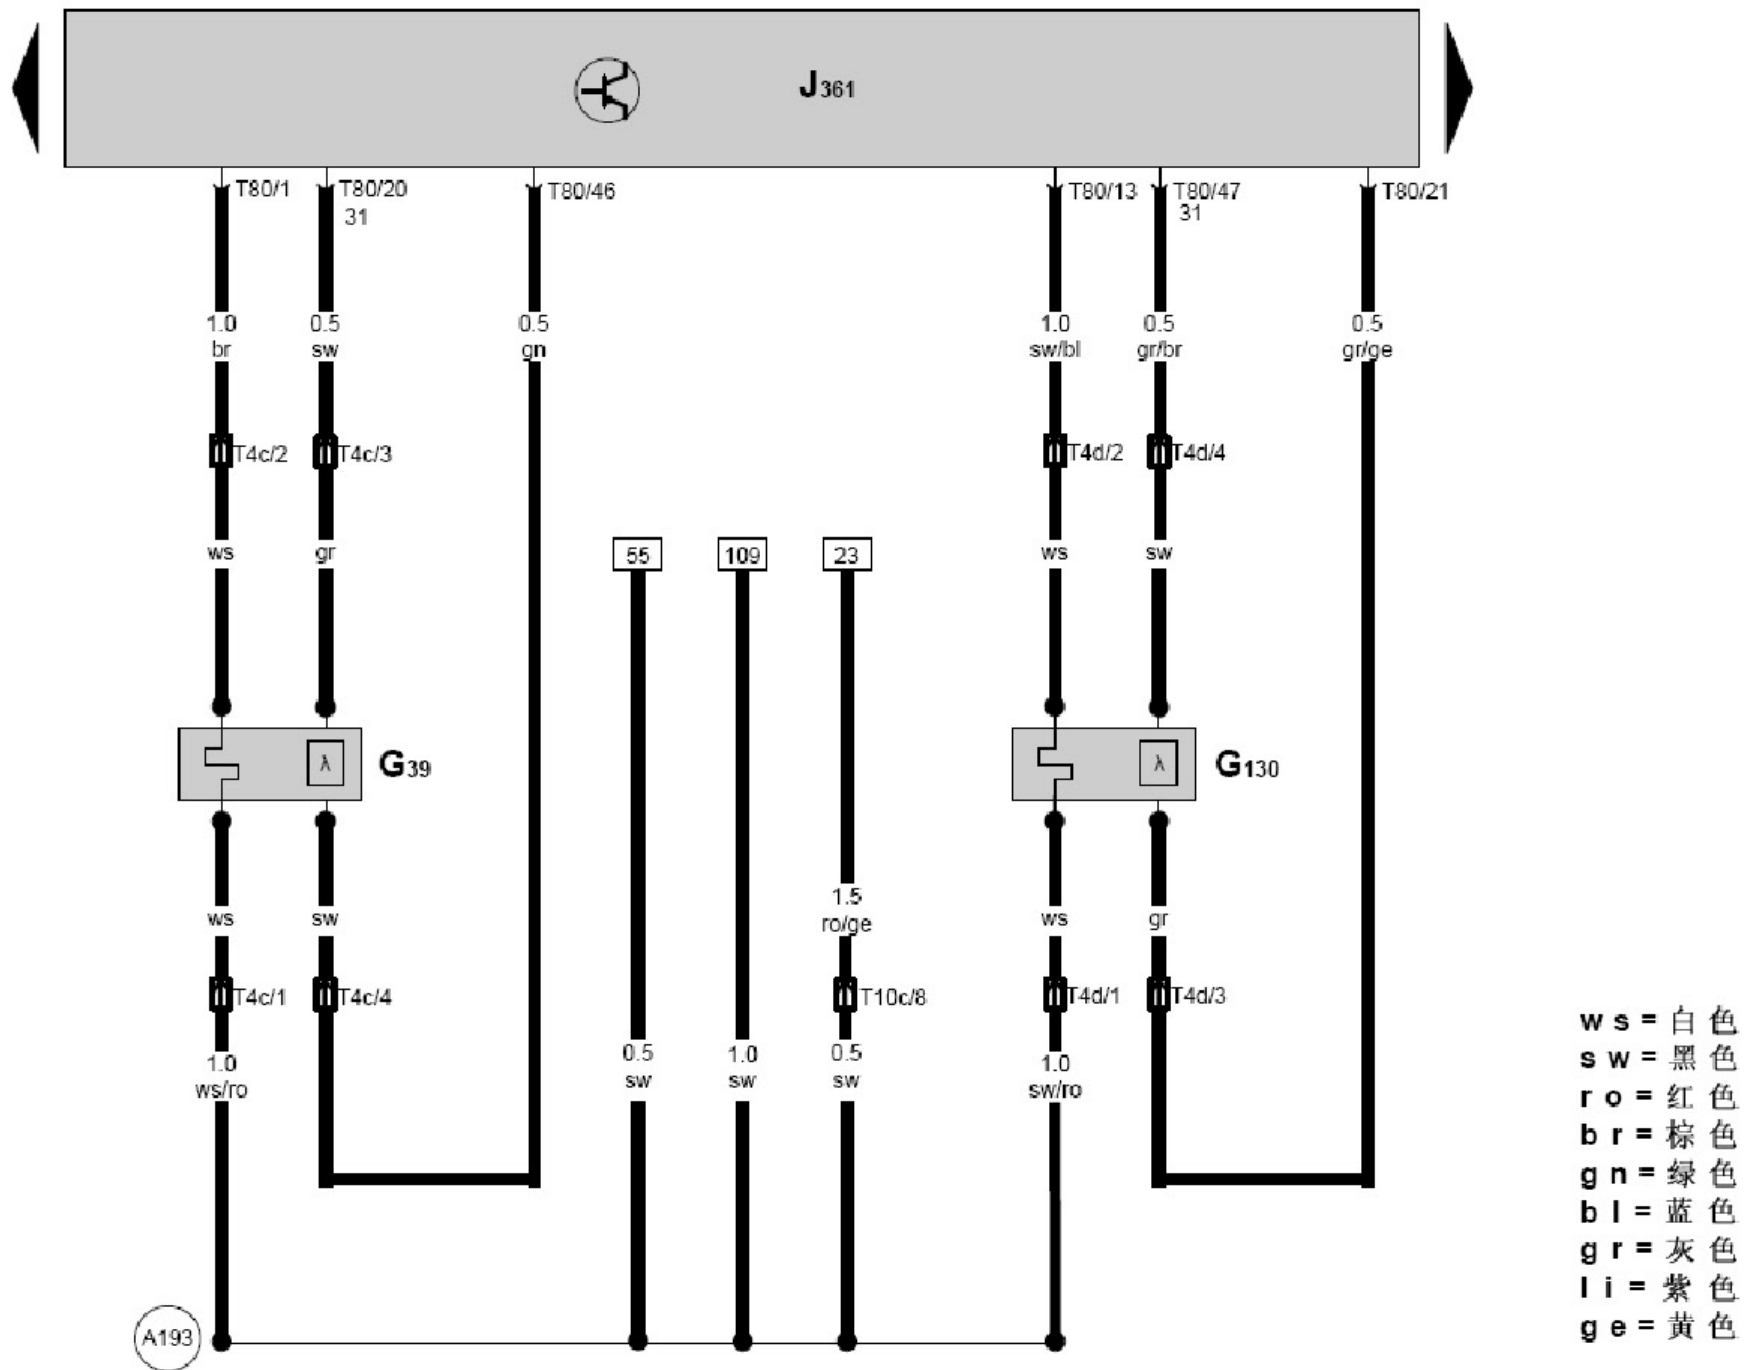 J361
T80/1 T80/20 T80/46 T80/13 T80/47 T80/21
31 31
1.0 0.5 0.5 1.0 0.5 0.5
br sw gn sw/bl gr/br gr/ge
T4c/2 T4c/3 T4d/2 T4d/4
ws gr 55 109 23 ws sw
λ G39 λ G130
1.5
ws sw ro/ge ws gr
T4c/1 T4c/4 T10c/8 T4d/1 T4d/3
1.0 0.5 1.0 0.5 1.0
ws/ro sw sw sw sw/ro
A193
ws=白色
sw=黑色
ro=红色
br=棕色
gn=绿色
bl=蓝色
gr=灰色
li=紫色
ge=黄色